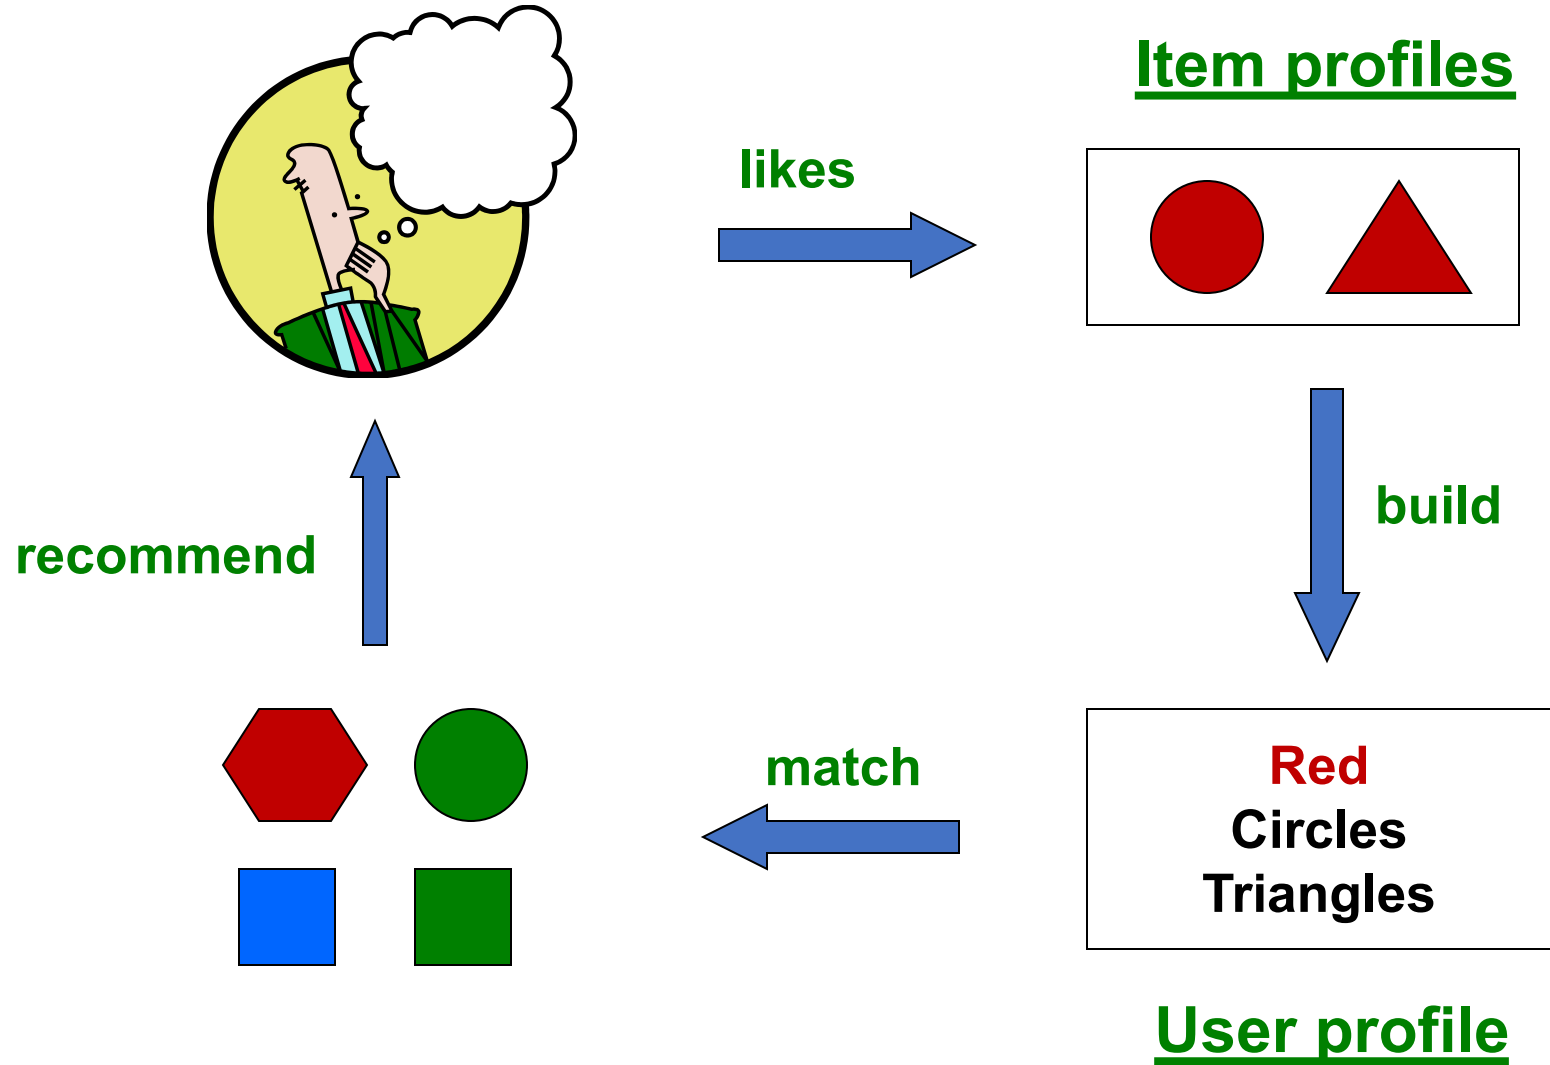 Item profiles
likes
build
recommend
match
Red
Circles
Triangles
User profile